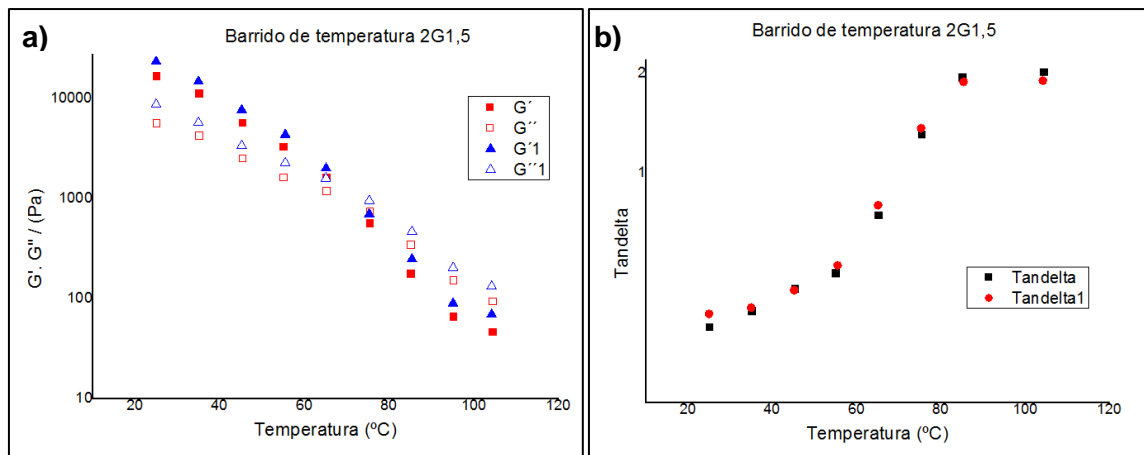 a)
Barrido de temperatura 2G1,5
G´
G´´
G´1
G´´1
10000
1000
100
10
G'. G'' / (Pa)
20 40 60 80 100 120
Temperatura (ºC)
b)
Barrido de temperatura 2G1,5
2
1
Tandelta
Tandelta
Tandelta1
20 40 60 80 100 120
Temperatura (ºC)